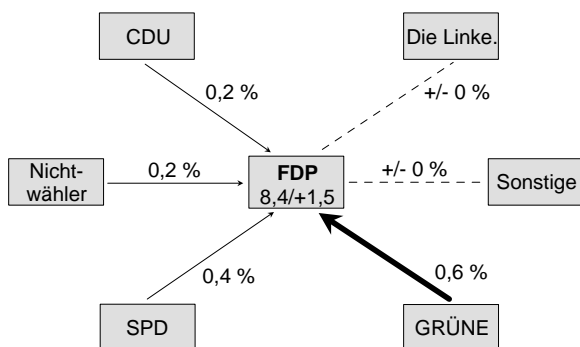 CDU
Die Linke.
0,2 %
+/- 0 %
Nicht-
wähler
0,2 %
FDP
8,4/+1,5
+/- 0 %
Sonstige
0,4 %
0,6 %
SPD
GRÜNE